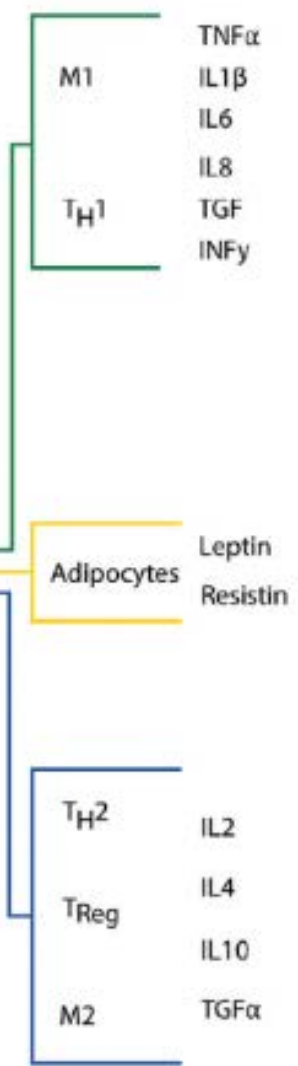 TNFα
M1 IL1β
IL6
IL8
TH1 TGF
INFy
Leptin
Adipocytes
Resistin
TH2
IL2
IL4
TReg
IL10
M2 TGFα